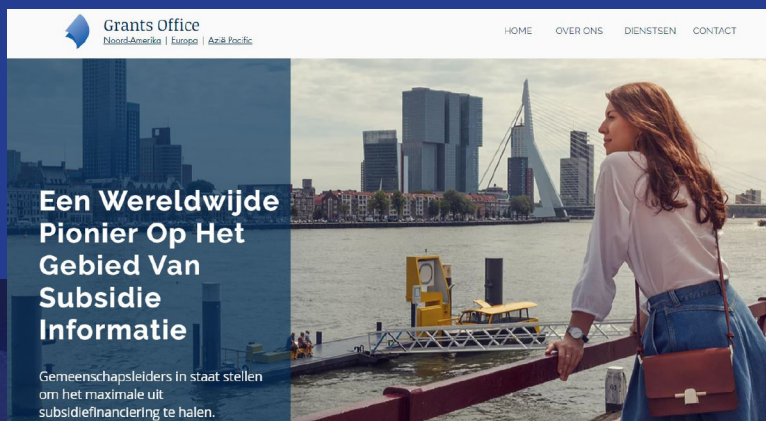 Grants Office
Noord-Amerika | Europa | Azië Pacific
HOME OVER ONS DIENSTSEN CONTACT
Een Wereldwijde
Pionier Op Het
Gebied Van
Subsidie
Informatie
Gemeenschapsleiders in staat stellen
om het maximale uit
subsidiefinanciering te halen.